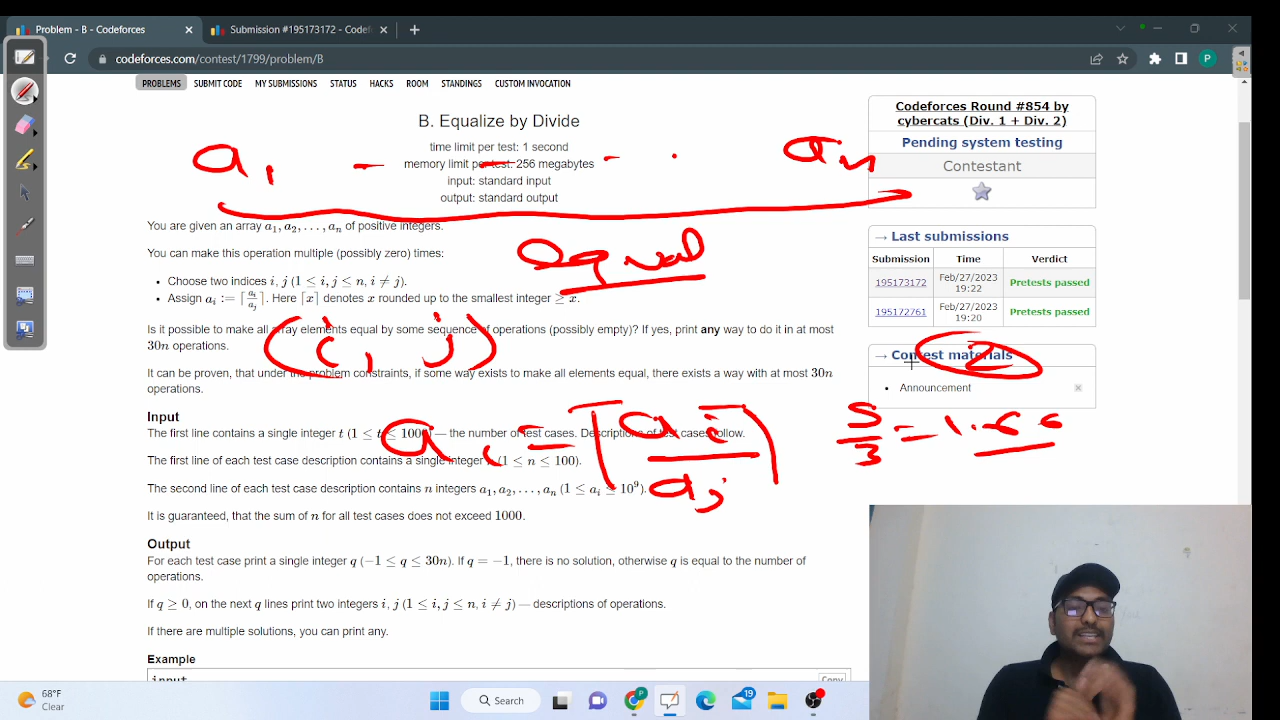 Problem - B - Codeforces
Submission #195173172 - Codef
codeforces.com/contest/1799/problem/B
PROBLEMS SUBMIT CODE MY SUBMISSIONS STATUS HACKS ROOM STANDINGS CUSTOM INVOCATION
B. Equalize by Divide
time limit per test: 1 second
memory limit per test: 256 megabytes
input: standard input
output: standard output
a₁ - - - · aₙ
equal
You are given an array a₁, a₂, ..., aₙ of positive integers.
You can make this operation multiple (possibly zero) times:
• Choose two indices i, j (1 ≤ i, j ≤ n, i ≠ j).
• Assign aᵢ := ⌈aᵢ/aⱼ⌉. Here ⌈x⌉ denotes x rounded up to the smallest integer ≥ x.
Is it possible to make all array elements equal by some sequence of operations (possibly empty)? If yes, print any way to do it in at most
30n operations.
(i, j)
It can be proven, that under the problem constraints, if some way exists to make all elements equal, there exists a way with at most 30n
operations.
Input
The first line contains a single integer t (1 ≤ t ≤ 1000) — the number of test cases. Descriptions of test cases follow.
aᵢ = ⌈aᵢ/aⱼ⌉
5/3 = 1.66
2
The first line of each test case description contains a single integer (1 ≤ n ≤ 100).
The second line of each test case description contains n integers a₁, a₂, ..., aₙ (1 ≤ aᵢ ≤ 10⁹).
It is guaranteed, that the sum of n for all test cases does not exceed 1000.
Output
For each test case print a single integer q (−1 ≤ q ≤ 30n). If q = −1, there is no solution, otherwise q is equal to the number of
operations.
If q ≥ 0, on the next q lines print two integers i, j (1 ≤ i, j ≤ n, i ≠ j) — descriptions of operations.
If there are multiple solutions, you can print any.
Example
input
Copy
Codeforces Round #854 by
cybercats (Div. 1 + Div. 2)
Pending system testing
Contestant
→ Last submissions
Submission Time Verdict
195173172 Feb/27/2023 19:22 Pretests passed
195172761 Feb/27/2023 19:20 Pretests passed
→ Contest materials
• Announcement
68°F
Clear
Search
19
P